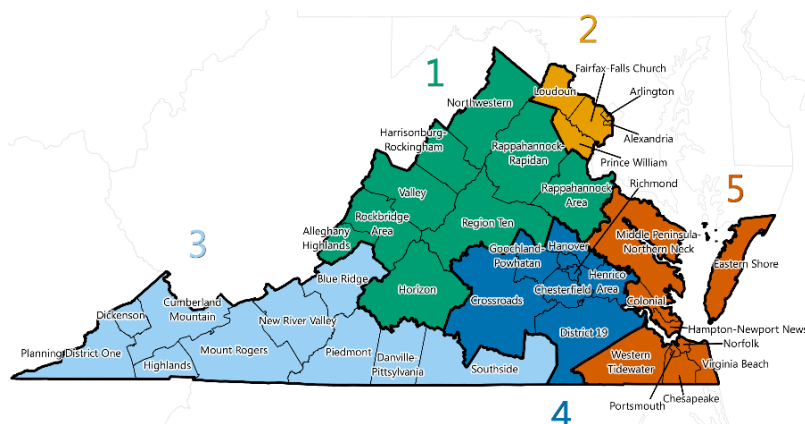 2
Fairfax-Falls Church
1
Loudoun
Arlington
Northwestern
Alexandria
Harrisonburg-
Rockingham
Rappahannock-
Rapidan
Prince William
Richmond
Valley
Rappahannock
Area
5
Rockbridge
Area
Region Ten
Alleghany
Highlands
3
Middle Peninsula-
Northern Neck
Goochland-
Powhatan
Hanover
Eastern Shore
Blue Ridge
Henrico
Area
Horizon
Chesterfield
Crossroads
Colonial
Cumberland
Mountain
Dickenson
New River Valley
Hampton-Newport News
District 19
Norfolk
Planning District One
Mount Rogers
Piedmont
Danville-
Pittsylvania
Highlands
Southside
Western
Tidewater
Virginia Beach
Chesapeake
Portsmouth
4